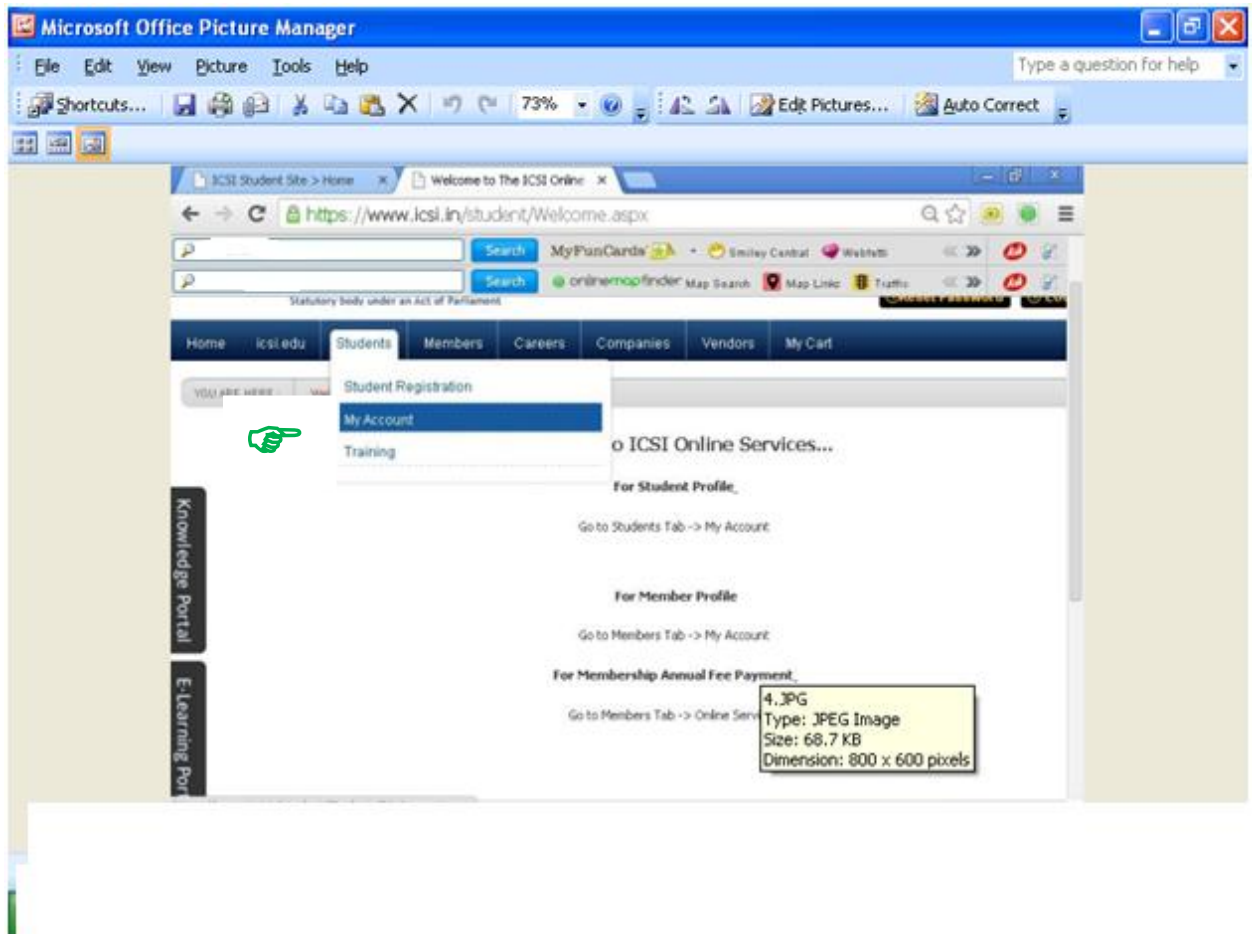 Microsoft Office Picture Manager
File Edit View Picture Tools Help
Type a question for help
Shortcuts... 73% Edit Pictures... Auto Correct
ICSI Student Site > Home Welcome to The ICSI Online
https://www.icsi.in/student/Welcome.aspx
Search MyFunCards Smiley Central Webfetti
Search onlinemapfinder Map Search Map Links Traffic
Statutory body under an Act of Parliament
Reset Password
Home icsi.edu Students Members Careers Companies Vendors My Cart
YOU ARE HERE :
Student Registration
My Account
Training
o ICSI Online Services...
For Student Profile
Go to Students Tab -> My Account
For Member Profile
Go to Members Tab -> My Account
For Membership Annual Fee Payment
Go to Members Tab -> Online Serv
Knowledge Portal
E-Learning Por
4.JPG
Type: JPEG Image
Size: 68.7 KB
Dimension: 800 x 600 pixels